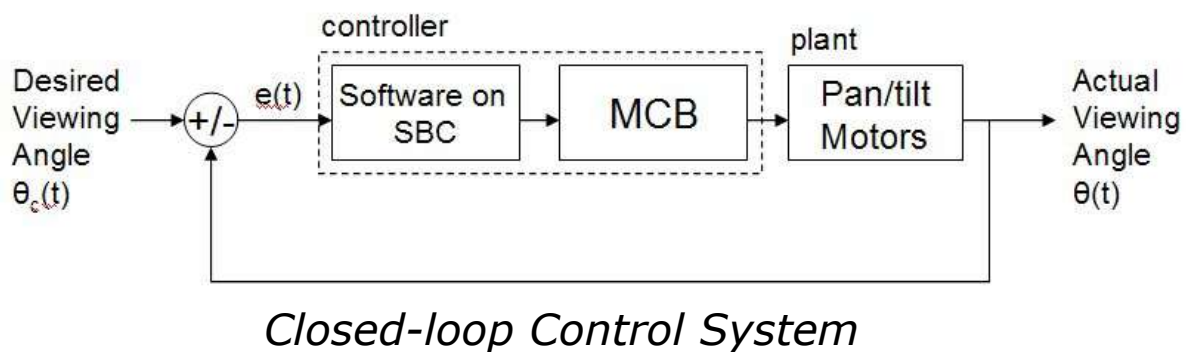 controller
plant
Desired
Viewing
Angle
θc(t)
+/-
e(t)
Software on
SBC
MCB
Pan/tilt
Motors
Actual
Viewing
Angle
θ(t)
Closed-loop Control System